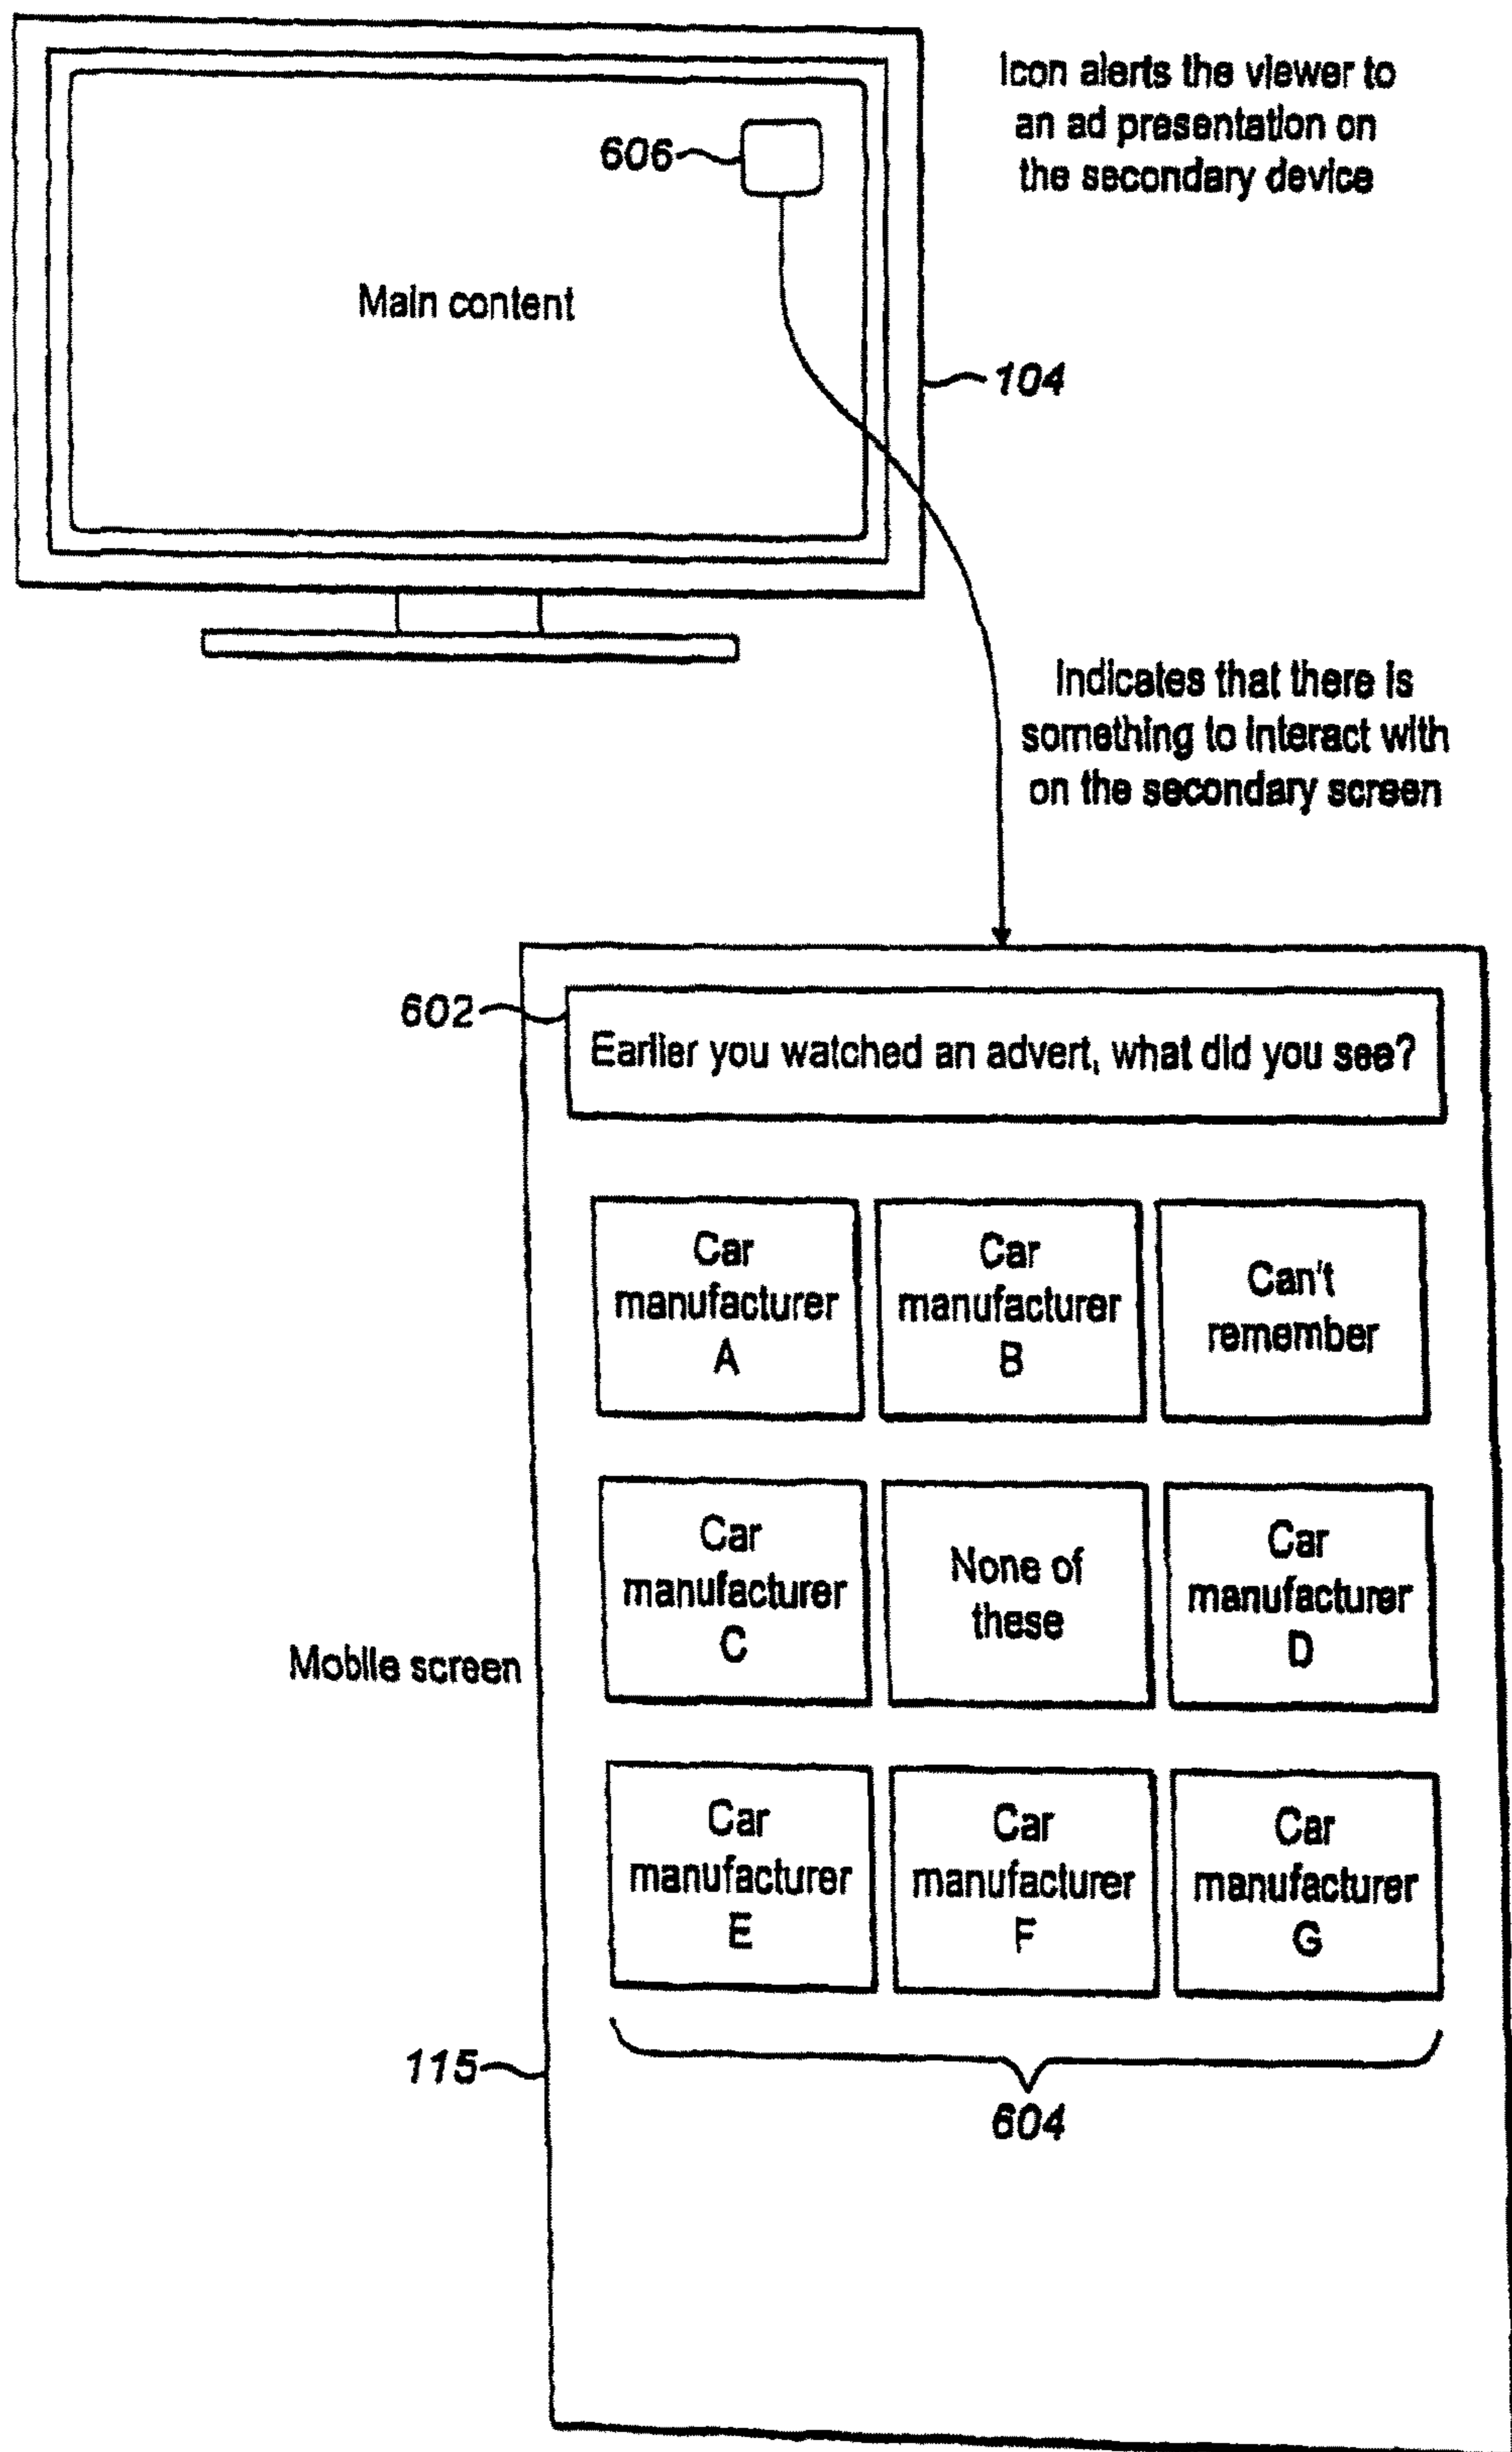 Icon alerts the viewer to
an ad presentation on
the secondary device
606
Main content
104
Indicates that there is
something to interact with
on the secondary screen
602
Earlier you watched an advert, what did you see?
Car
manufacturer
A
Car
manufacturer
B
Can't
remember
Car
manufacturer
C
None of
these
Car
manufacturer
D
Mobile screen
Car
manufacturer
E
Car
manufacturer
F
Car
manufacturer
G
115
604